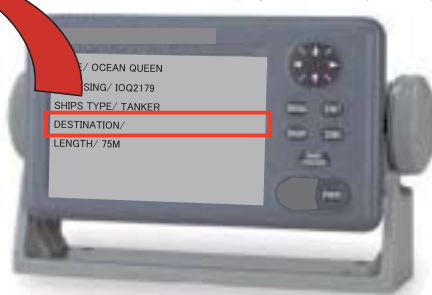 E/ OCEAN QUEEN
SING/ IOQ2179
SHIPS TYPE/ TANKER
DESTINATION/
LENGTH/ 75M